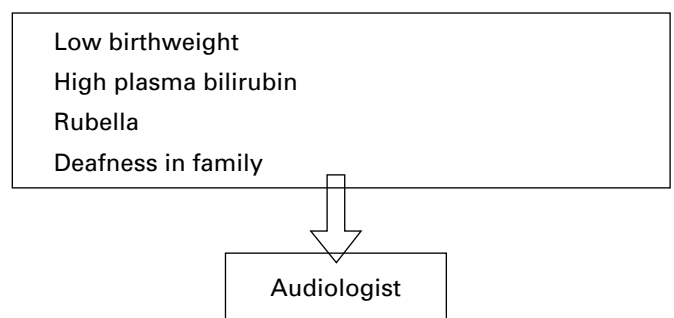 Low birthweight
High plasma bilirubin
Rubella
Deafness in family
Audiologist